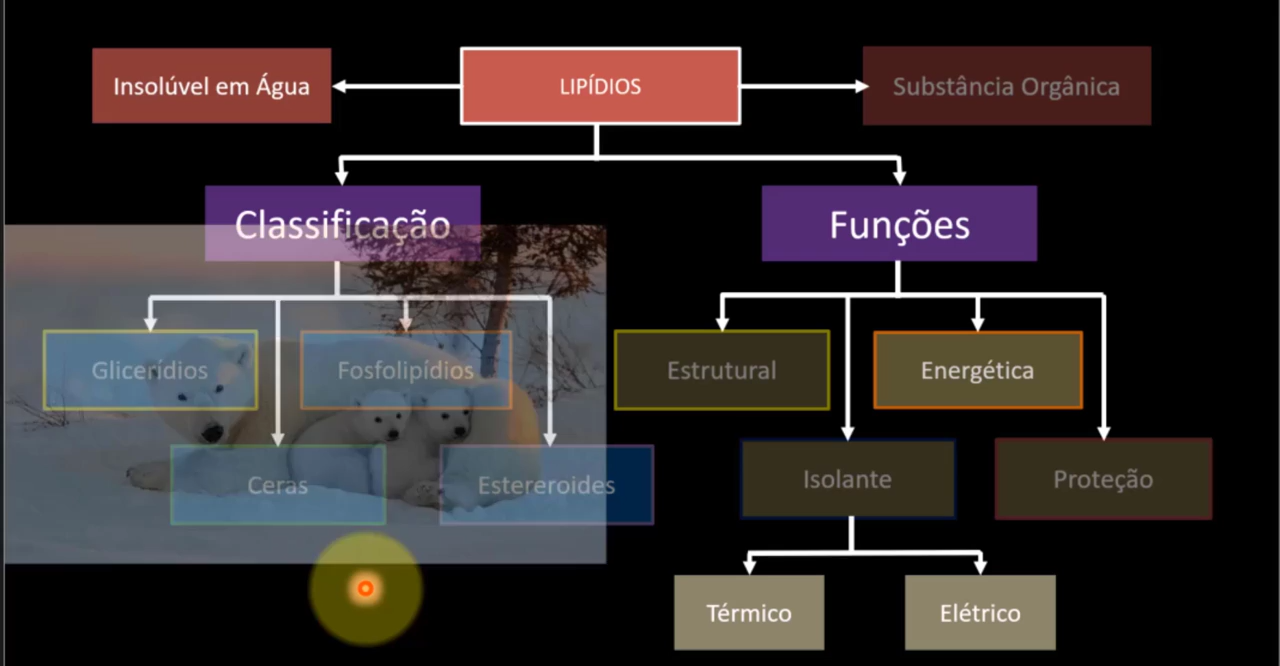 Insolúvel em Água
LIPÍDIOS
Substância Orgânica
Classificação
Funções
Glicerídios
Fosfolipídios
Estrutural
Energética
Ceras
Estereroides
Isolante
Proteção
Térmico
Elétrico